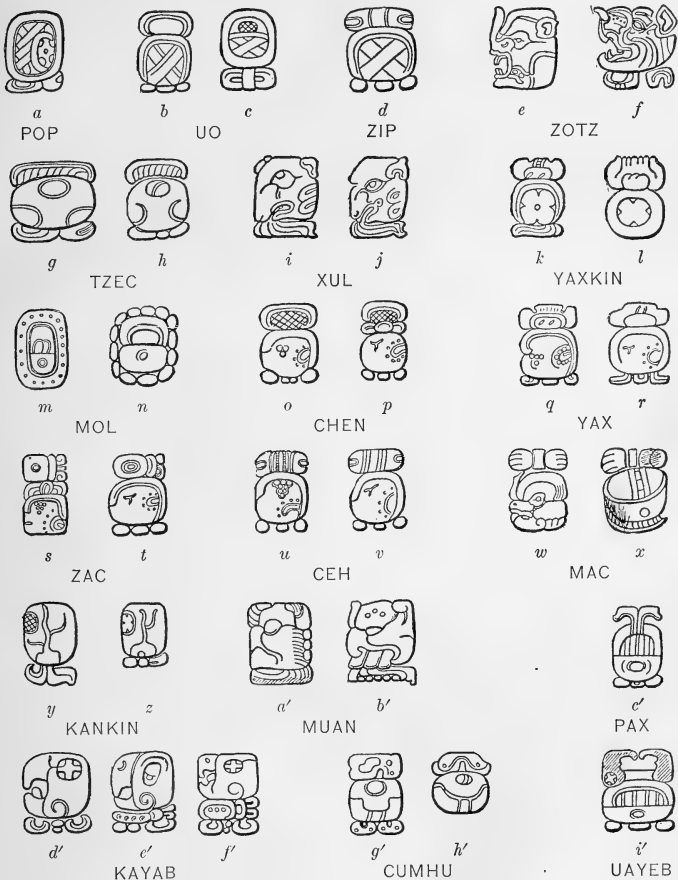 a b c d e f
POP UO ZIP ZOTZ
g h i j k l
TZEC XUL YAXKIN
m n o p q r
MOL CHEN YAX
s t u v w x
ZAC CEH MAC
y z a′ b′ c′
KANKIN MUAN PAX
d′ e′ f′ g′ h′ i′
KAYAB CUMHU UAYEB